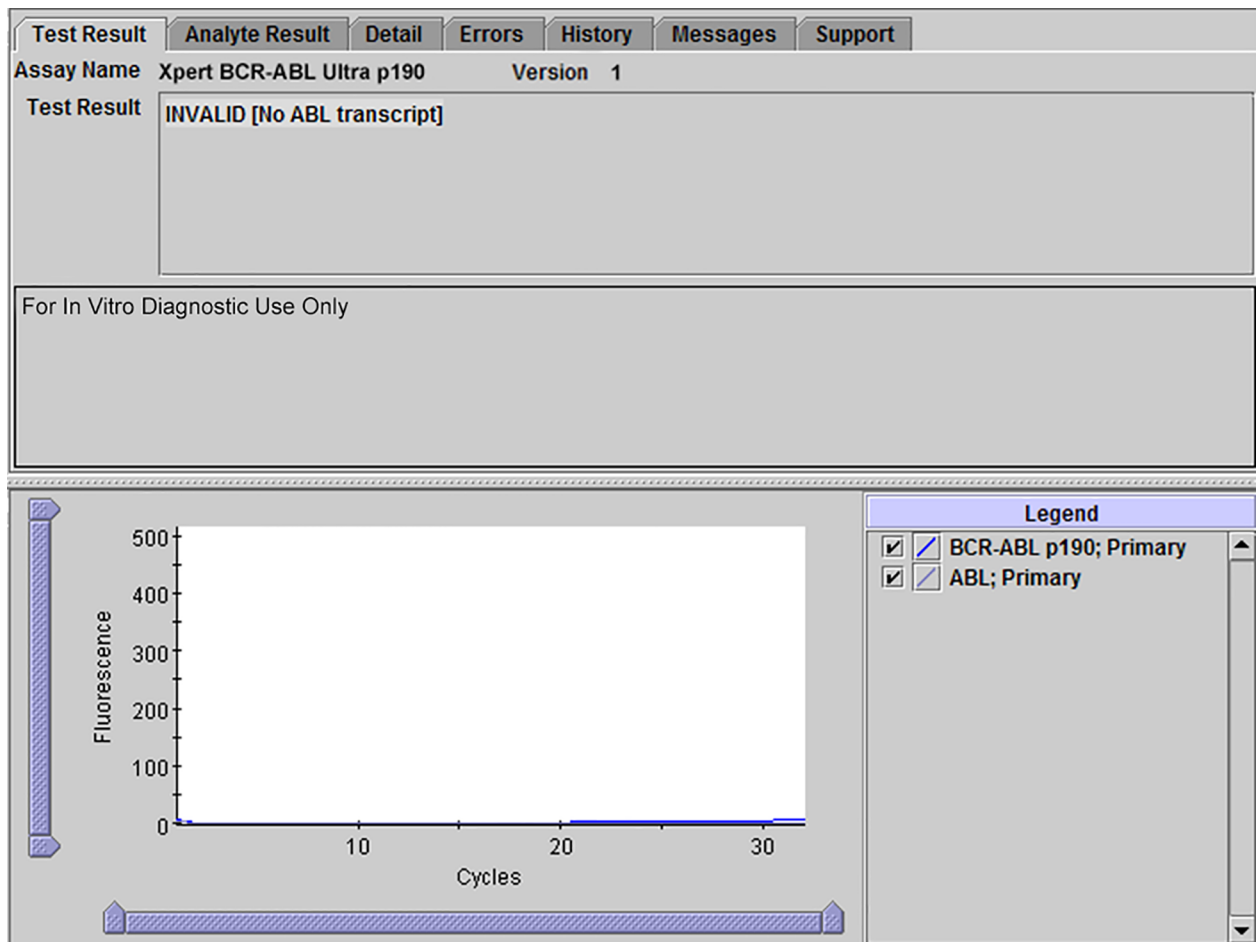 Test Result Analyte Result Detail Errors History Messages Support
Assay Name Xpert BCR-ABL Ultra p190 Version 1
Test Result INVALID [No ABL transcript]
For In Vitro Diagnostic Use Only
Legend
BCR-ABL p190; Primary
ABL; Primary
Fluorescence
500
400
300
200
100
0
10 20 30
Cycles